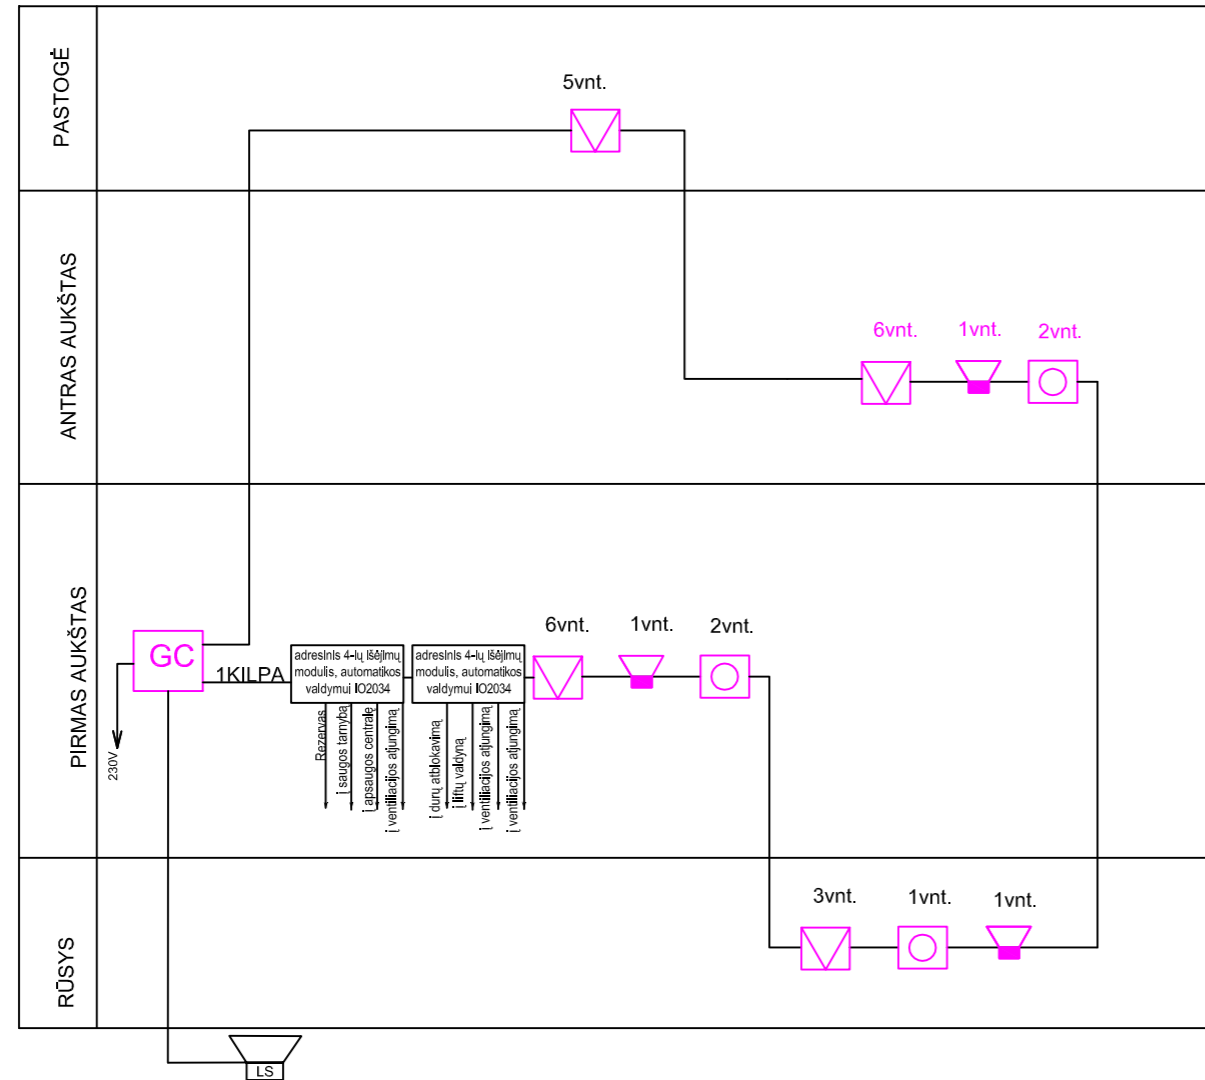 PASTOGĖ
5vnt.
ANTRAS AUKŠTAS
6vnt.
1vnt.
2vnt.
PIRMAS AUKŠTAS
GC
1KILPA
230V
adresinis 4-ių išėjimų
modulis, automatikos
valdymui IO2034
adresinis 4-ių išėjimų
modulis, automatikos
valdymui IO2034
Rezervas
į saugos tarnybą
į apsaugos centralę
į ventiliacijos atjungimą
į durų atblokavimą
į liftų valdyną
į ventiliacijos atjungimą
į ventiliacijos atjungimą
6vnt.
1vnt.
2vnt.
RŪSYS
3vnt.
1vnt.
1vnt.
LS